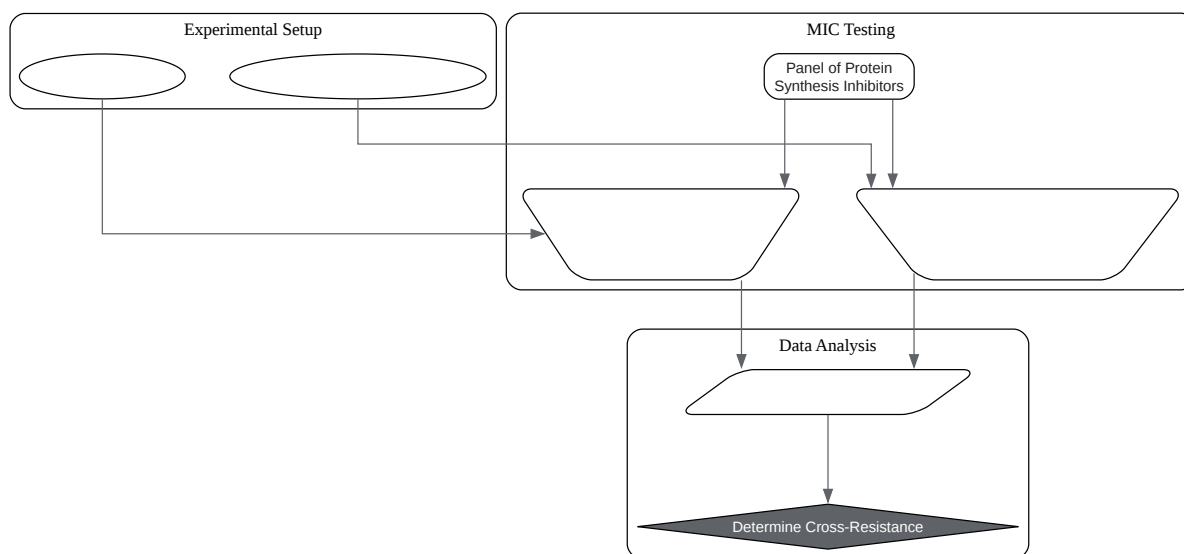 Experimental Setup
MIC Testing
Panel of Protein
Synthesis Inhibitors
Data Analysis
Determine Cross-Resistance